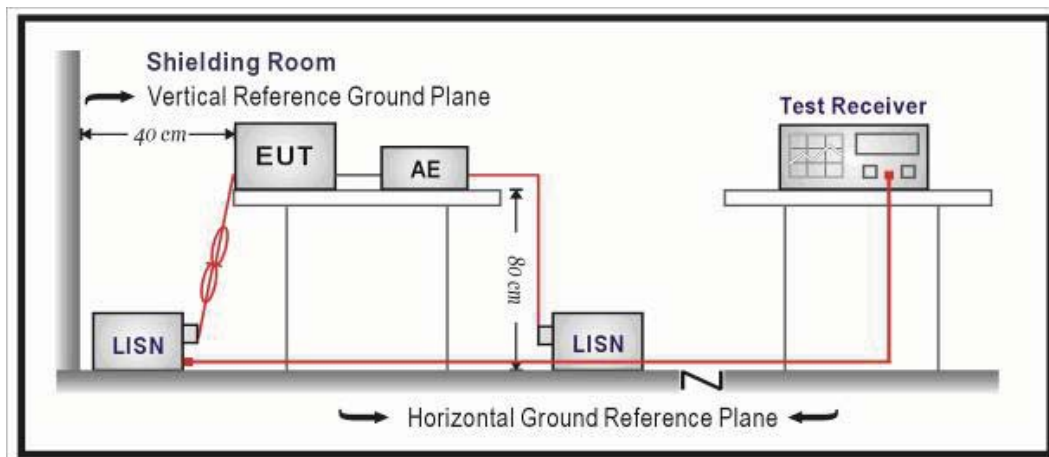 Shielding Room
Vertical Reference Ground Plane
40 cm
Test Receiver
EUT
AE
80 cm
LISN
LISN
Horizontal Ground Reference Plane